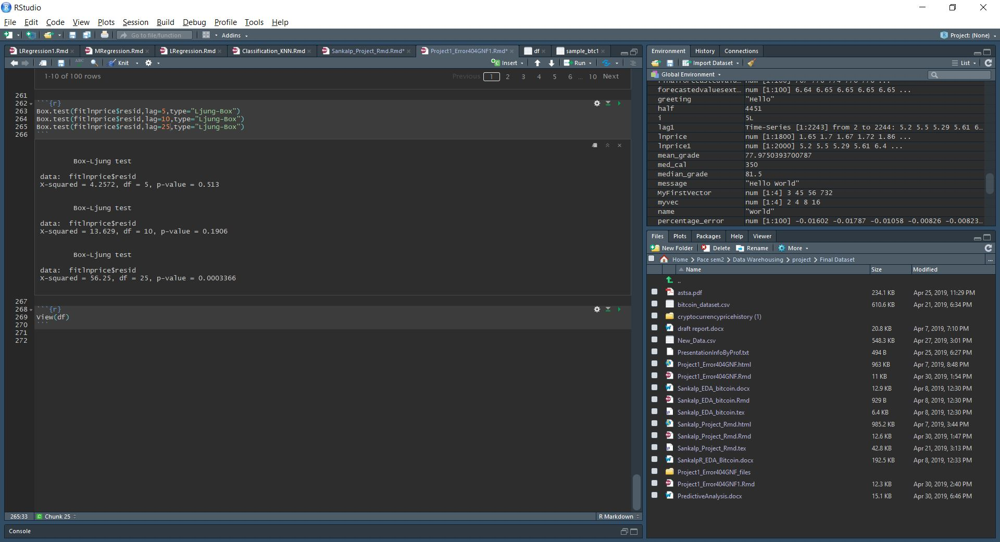 RStudio
File Edit Code View Plots Session Build Debug Profile Tools Help
Go to file/function Addins Project: (None)
LRegression1.Rmd MRegression.Rmd LRegression.Rmd Classification_KNN.Rmd Sankalp_Project_Rmd.Rmd* Project1_Error404GNF1.Rmd* df sample_btc1
ABC Knit Insert Run
1-10 of 100 rows Previous 1 2 3 4 5 6 ... 10 Next
261
262 ```{r}
263 Box.test(fitlnprice$resid,lag=5,type="Ljung-Box")
264 Box.test(fitlnprice$resid,lag=10,type="Ljung-Box")
265 Box.test(fitlnprice$resid,lag=25,type="Ljung-Box")
266 ```
Box-Ljung test
data: fitlnprice$resid
X-squared = 4.2572, df = 5, p-value = 0.513
Box-Ljung test
data: fitlnprice$resid
X-squared = 13.629, df = 10, p-value = 0.1906
Box-Ljung test
data: fitlnprice$resid
X-squared = 56.25, df = 25, p-value = 0.0003366
267
268 ```{r}
269 View(df)
270 ```
271
272
265:33 Chunk 25 R Markdown
Console
Environment History Connections
Import Dataset List
Global Environment
forecastedvaluesext... num [1:100] 6.64 6.65 6.65 6.65 6.65 ...
greeting "Hello"
half 4451
i 5L
lag1 Time-Series [1:2243] from 2 to 2244: 5.2 5.5 5.29 5.61 6...
lnprice num [1:1800] 1.65 1.7 1.67 1.72 1.86 ...
lnprice1 num [1:2000] 5.2 5.5 5.29 5.61 6.4 ...
mean_grade 77.9750393700787
med_cal 350
median_grade 81.5
message "Hello World"
MyFirstVector num [1:4] 3 45 56 732
myvec num [1:4] 2 4 8 16
name "World"
percentage_error num [1:100] -0.01602 -0.01787 -0.01058 -0.00826 -0.00823...
Files Plots Packages Help Viewer
New Folder Delete Rename More
Home Pace sem2 Data Warehousing project Final Dataset ...
Name Size Modified
..
astsa.pdf 234.1 KB Apr 25, 2019, 11:29 PM
bitcoin_dataset.csv 610.6 KB Apr 21, 2019, 6:34 PM
cryptocurrencypricehistory (1)
draft report.docx 20.8 KB Apr 7, 2019, 7:10 PM
New_Data.csv 548.3 KB Apr 27, 2019, 3:01 PM
PresentationInfoByProf.txt 494 B Apr 25, 2019, 6:27 PM
Project1_Error404GNF.html 963 KB Apr 7, 2019, 8:48 PM
Project1_Error404GNF.Rmd 11 KB Apr 30, 2019, 1:54 PM
Sankalp_EDA_bitcoin.docx 12.9 KB Apr 8, 2019, 12:30 PM
Sankalp_EDA_bitcoin.Rmd 929 B Apr 8, 2019, 12:30 PM
Sankalp_EDA_bitcoin.tex 6.4 KB Apr 8, 2019, 12:30 PM
Sankalp_Project_Rmd.html 985.2 KB Apr 7, 2019, 3:44 PM
Sankalp_Project_Rmd.Rmd 12.6 KB Apr 30, 2019, 1:47 PM
Sankalp_Project_Rmd.tex 42.8 KB Apr 21, 2019, 3:13 PM
SankalpR_EDA_Bitcoin.docx 192.5 KB Apr 8, 2019, 12:33 PM
Project1_Error404GNF_files
Project1_Error404GNF1.Rmd 12.3 KB Apr 30, 2019, 2:40 PM
PredictiveAnalysis.docx 15.1 KB Apr 30, 2019, 6:46 PM